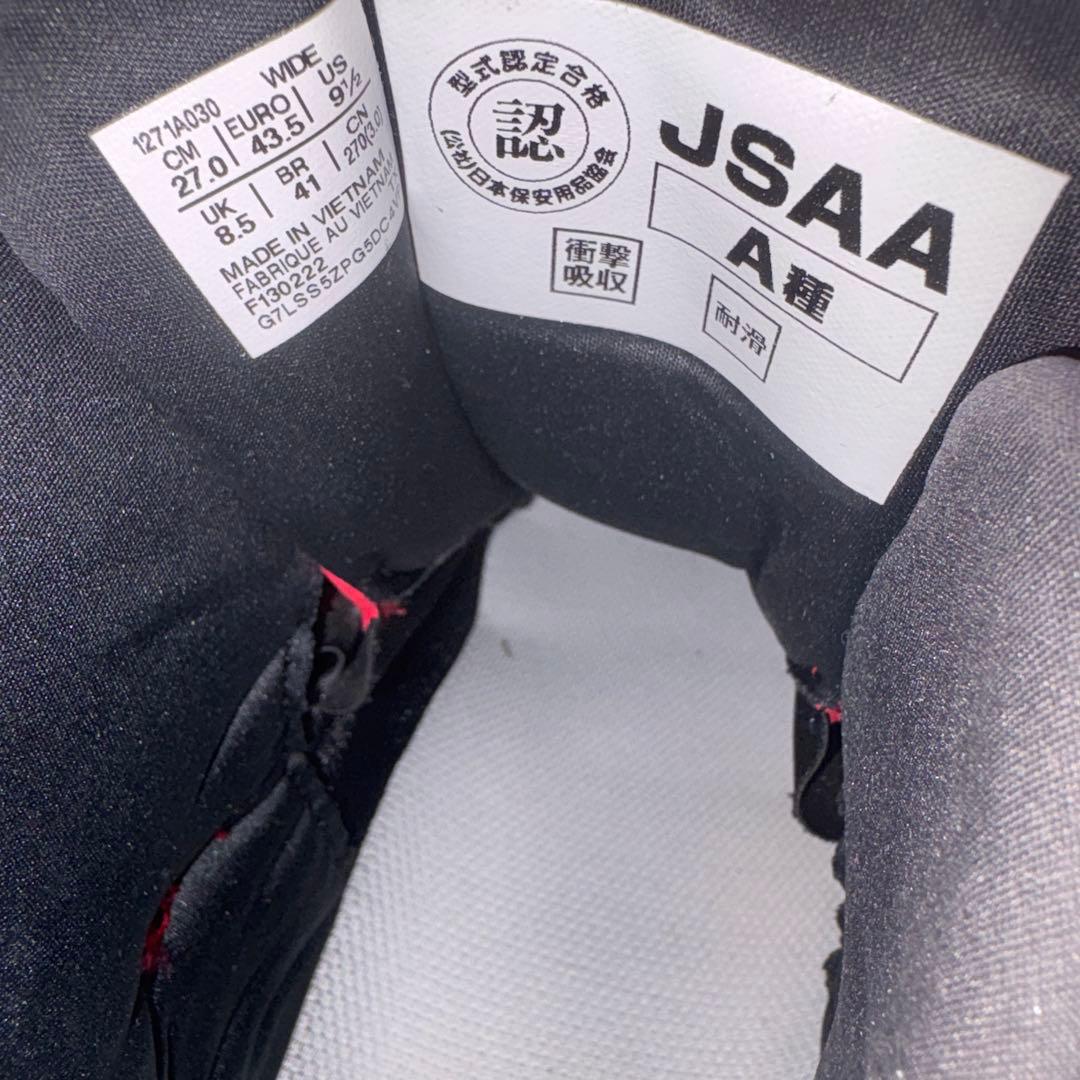 1271A030 WIDE
CM EURO US
27.0 43.5 9½
UK BR CN
8.5 41 270(3.0)
MADE IN VIETNAM
FABRIQUE AU VIETNAM
F130222
G7LSS5ZPG5DC-4V
型式認定合格
認
(公社)日本保安用品協会
JSAA
A種
衝撃
吸収
耐滑